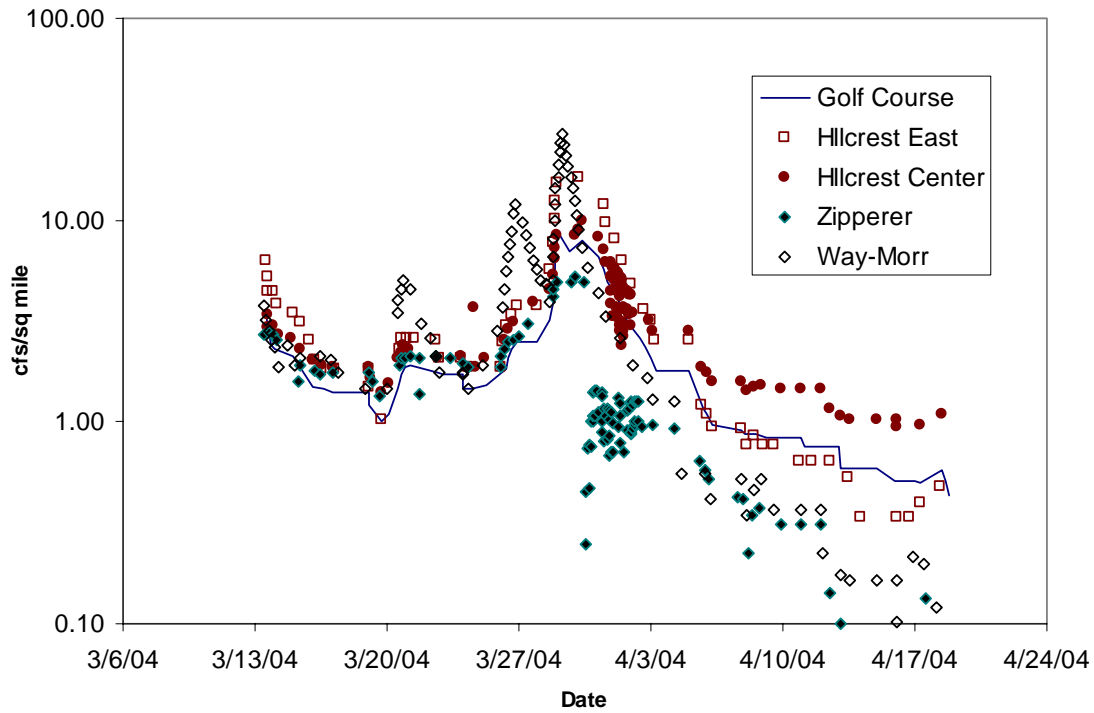 100.00
10.00
1.00
0.10
cfs/sq mile
3/6/04
3/13/04
3/20/04
3/27/04
4/3/04
4/10/04
4/17/04
4/24/04
Date
Golf Course
HIlcrest East
HIlcrest Center
Zipperer
Way-Morr